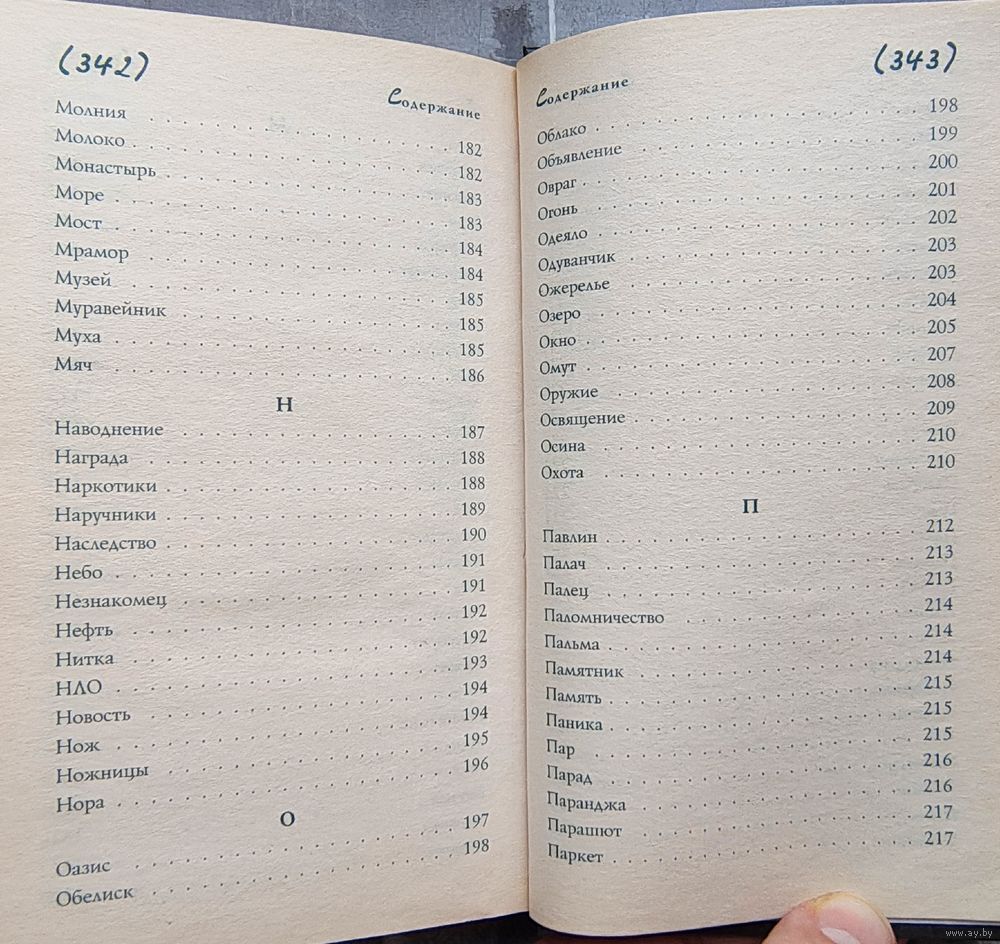 (342)
Содержание
Молния . . . . . . . . . . 182
Молоко . . . . . . . . . . 182
Монастырь . . . . . . . . . . 183
Море . . . . . . . . . . 183
Мост . . . . . . . . . . 184
Мрамор . . . . . . . . . . 184
Музей . . . . . . . . . . 185
Муравейник . . . . . . . . . . 185
Муха . . . . . . . . . . 185
Мяч . . . . . . . . . . 186
Н
Наводнение . . . . . . . . . . 187
Награда . . . . . . . . . . 188
Наркотики . . . . . . . . . . 188
Наручники . . . . . . . . . . 189
Наследство . . . . . . . . . . 190
Небо . . . . . . . . . . 191
Незнакомец . . . . . . . . . . 191
Нефть . . . . . . . . . . 192
Нитка . . . . . . . . . . 192
НЛО . . . . . . . . . . 193
Новость . . . . . . . . . . 194
Нож . . . . . . . . . . 194
Ножницы . . . . . . . . . . 195
Нора . . . . . . . . . . 196
О
Оазис . . . . . . . . . . 197
Обелиск . . . . . . . . . . 198
(343)
Содержание
Облако . . . . . . . . . . 198
Объявление . . . . . . . . . . 199
Овраг . . . . . . . . . . 200
Огонь . . . . . . . . . . 201
Одеяло . . . . . . . . . . 202
Одуванчик . . . . . . . . . . 203
Ожерелье . . . . . . . . . . 203
Озеро . . . . . . . . . . 204
Окно . . . . . . . . . . 205
Омут . . . . . . . . . . 207
Оружие . . . . . . . . . . 208
Освящение . . . . . . . . . . 209
Осина . . . . . . . . . . 210
Охота . . . . . . . . . . 210
П
Павлин . . . . . . . . . . 212
Палач . . . . . . . . . . 213
Палец . . . . . . . . . . 213
Паломничество . . . . . . . . . . 214
Пальма . . . . . . . . . . 214
Памятник . . . . . . . . . . 214
Память . . . . . . . . . . 215
Паника . . . . . . . . . . 215
Пар . . . . . . . . . . 215
Парад . . . . . . . . . . 216
Паранджа . . . . . . . . . . 216
Парашют . . . . . . . . . . 217
Паркет . . . . . . . . . . 217
www.ay.by